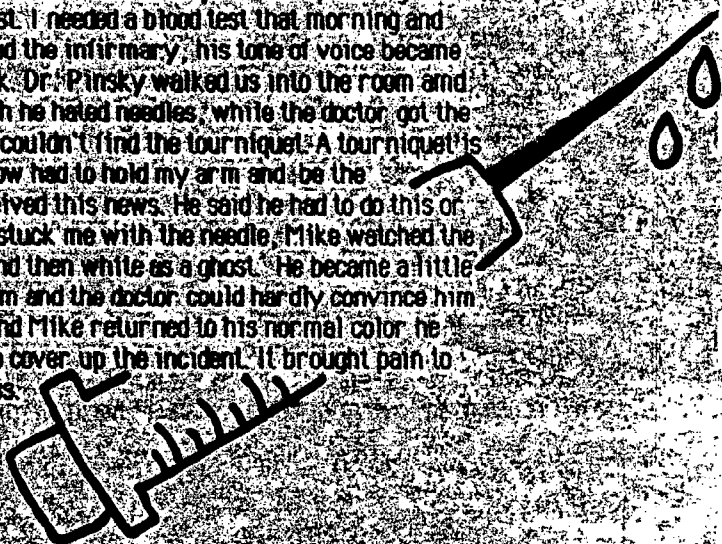 st. I needed a blood test that morning and
d the infirmary, his tone of voice became
k. Dr. Pinsky walked us into the room amd
h he hated needles, while the doctor got the
couldn't find the tourniquet. A tourniquet is
ow had to hold my arm and be the
ived this news. He said he had to do this or
stuck me with the needle, Mike watched the
nd then white as a ghost. He became a little
m and the doctor could hardly convince him
nd Mike returned to his normal color he
o cover up the incident. It brought pain to
us.